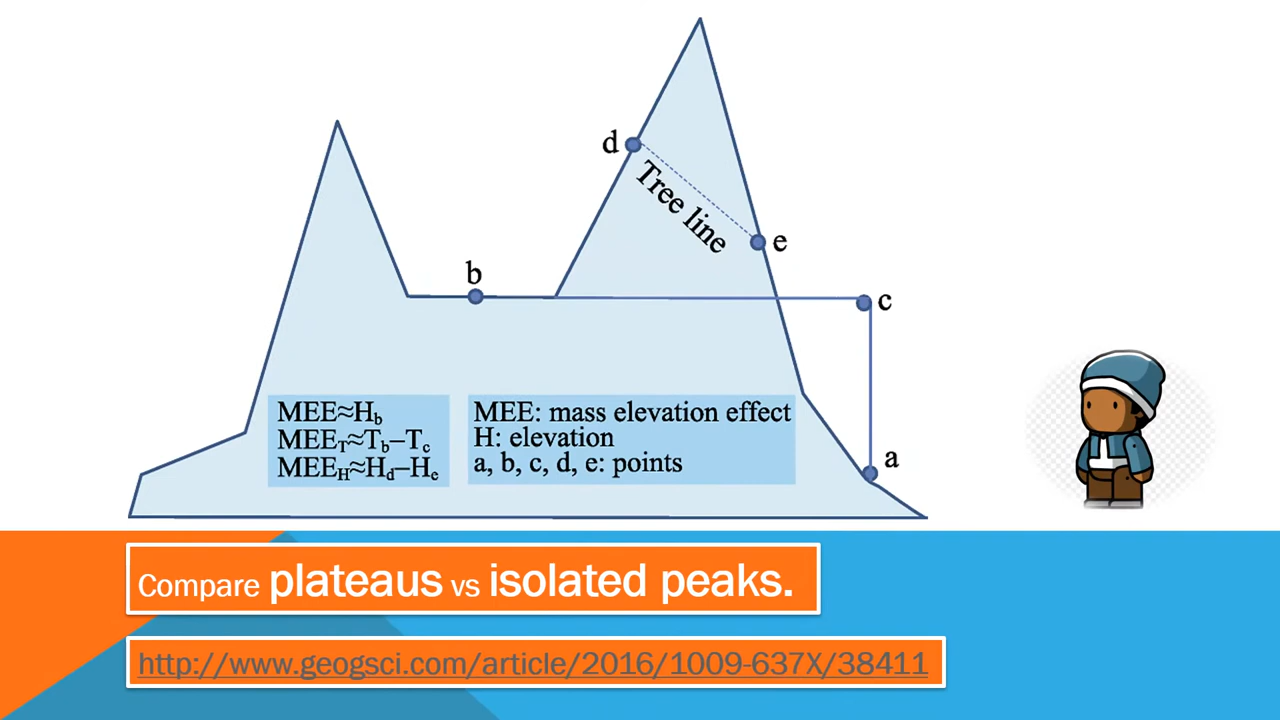 d
Tree line
e
b
c
a
MEE≈Hb
MEET≈Tb–Tc
MEEH≈Hd–He
MEE: mass elevation effect
H: elevation
a, b, c, d, e: points
Compare plateaus vs isolated peaks.
http://www.geogsci.com/article/2016/1009-637X/38411